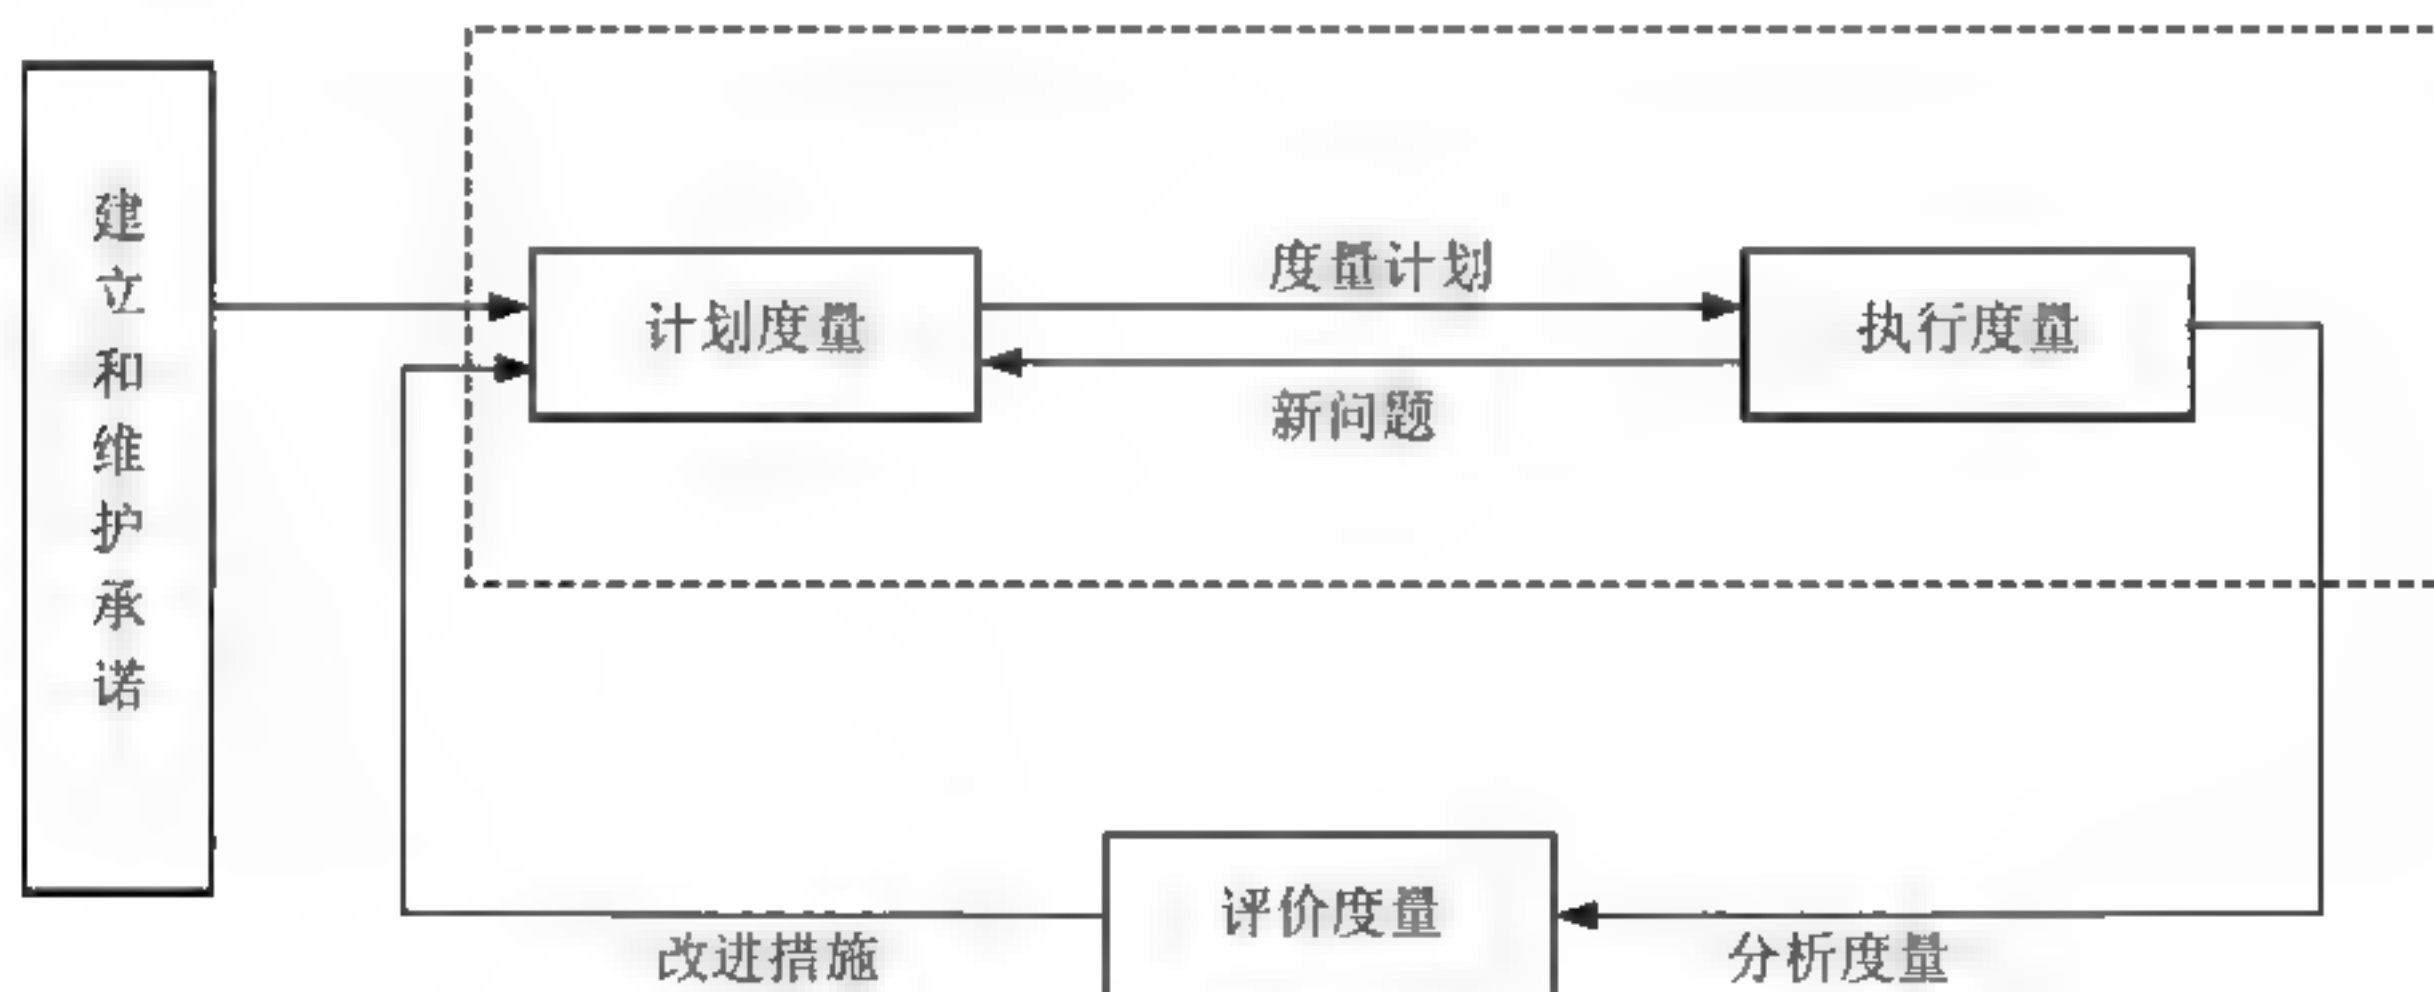 建立和维护承诺
度量计划
计划度量
执行度量
新问题
评价度量
改进措施
分析度量